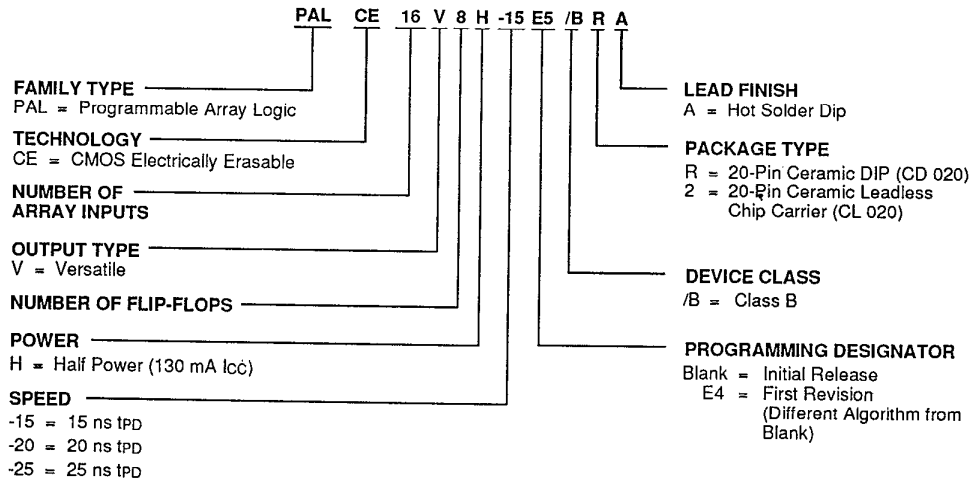 PAL CE 16 V 8 H -15 E5 /B R A
FAMILY TYPE
PAL = Programmable Array Logic
TECHNOLOGY
CE = CMOS Electrically Erasable
NUMBER OF
ARRAY INPUTS
OUTPUT TYPE
V = Versatile
NUMBER OF FLIP-FLOPS
POWER
H = Half Power (130 mA Icc)
SPEED
-15 = 15 ns tPD
-20 = 20 ns tPD
-25 = 25 ns tPD
LEAD FINISH
A = Hot Solder Dip
PACKAGE TYPE
R = 20-Pin Ceramic DIP (CD 020)
2 = 20-Pin Ceramic Leadless
Chip Carrier (CL 020)
DEVICE CLASS
/B = Class B
PROGRAMMING DESIGNATOR
Blank = Initial Release
E4 = First Revision
(Different Algorithm from
Blank)